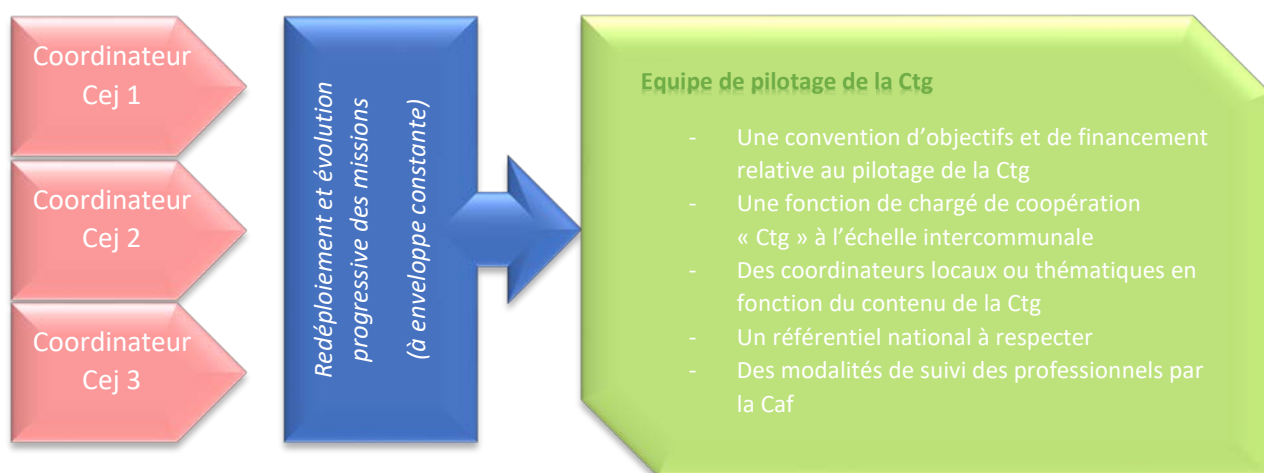 Coordinateur
Cej 1
Coordinateur
Cej 2
Coordinateur
Cej 3
Redéploiement et évolution
progressive des missions
(à enveloppe constante)
Equipe de pilotage de la Ctg
- Une convention d’objectifs et de financement
relative au pilotage de la Ctg
- Une fonction de chargé de coopération
« Ctg » à l’échelle intercommunale
- Des coordinateurs locaux ou thématiques en
fonction du contenu de la Ctg
- Un référentiel national à respecter
- Des modalités de suivi des professionnels par
la Caf